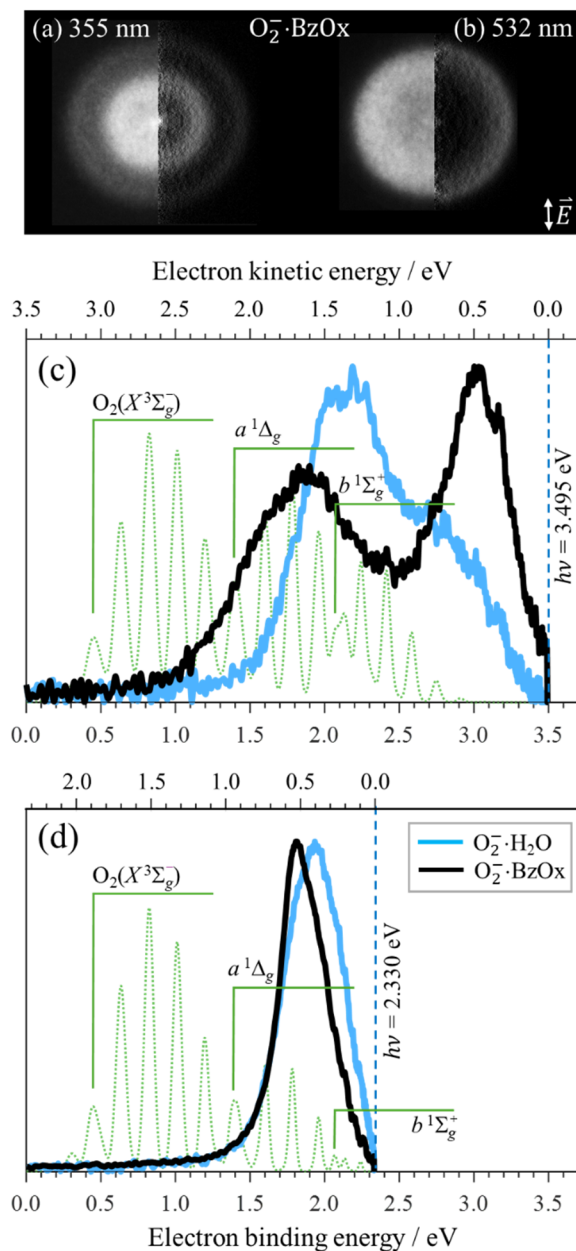 (a) 355 nm O₂⁻·BzOx (b) 532 nm
E⃗
Electron kinetic energy / eV
3.5 3.0 2.5 2.0 1.5 1.0 0.5 0.0
(c)
O₂(X³Σg⁻)
a ¹Δg
b ¹Σg⁺
hν = 3.495 eV
0.0 0.5 1.0 1.5 2.0 2.5 3.0 3.5
2.0 1.5 1.0 0.5 0.0
(d)
O₂⁻·H₂O
O₂⁻·BzOx
O₂(X³Σg⁻)
a ¹Δg
hν = 2.330 eV
b ¹Σg⁺
0.0 0.5 1.0 1.5 2.0 2.5 3.0 3.5
Electron binding energy / eV